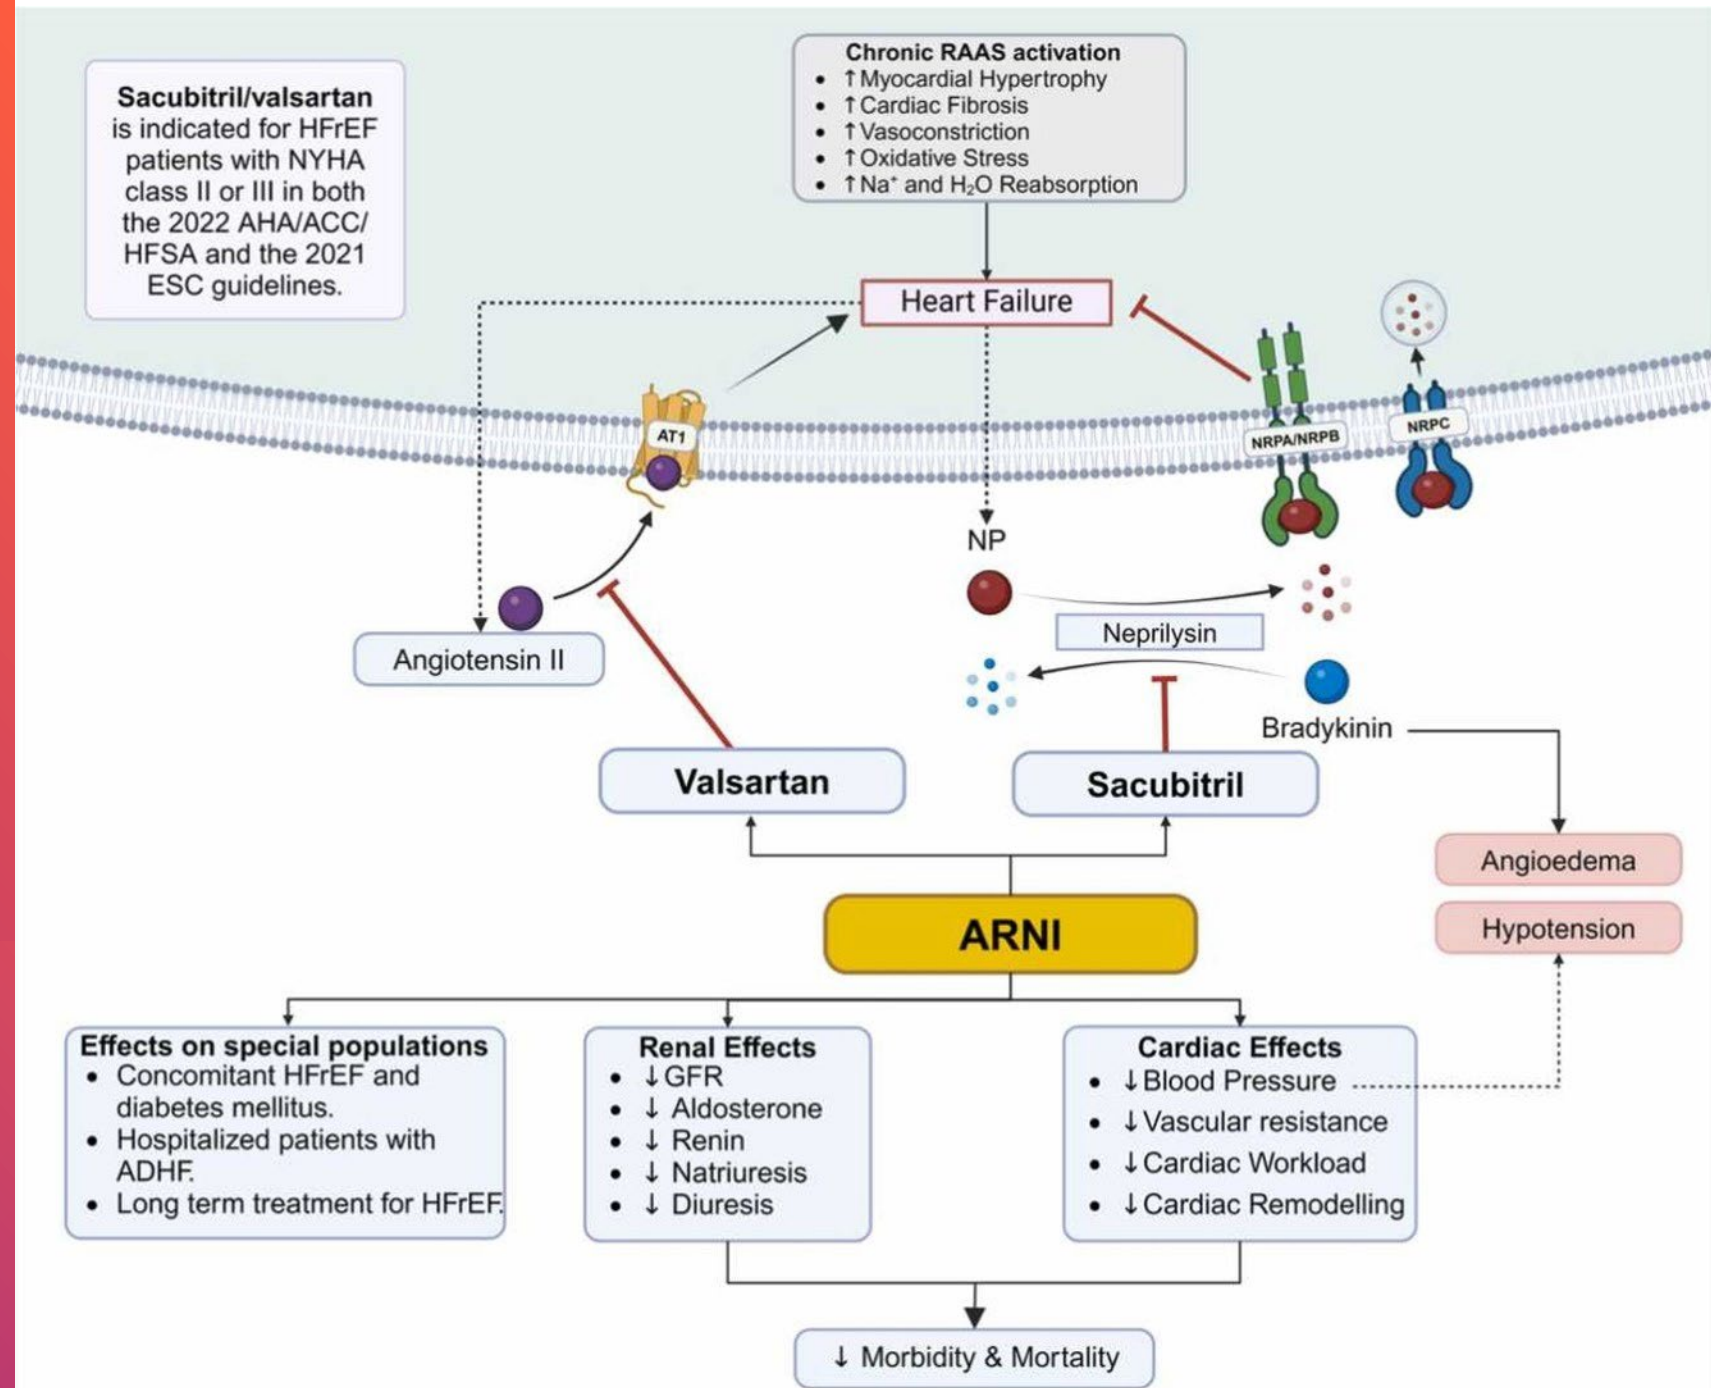 Sacubitril/valsartan
is indicated for HFrEF
patients with NYHA
class II or III in both
the 2022 AHA/ACC/
HFSA and the 2021
ESC guidelines.
Chronic RAAS activation
• ↑Myocardial Hypertrophy
• ↑Cardiac Fibrosis
• ↑Vasoconstriction
• ↑Oxidative Stress
• ↑Na⁺ and H₂O Reabsorption
Heart Failure
AT1
NRPA/NRPB
NRPC
NP
Neprilysin
Angiotensin II
Bradykinin
Valsartan
Sacubitril
Angioedema
Hypotension
ARNI
Effects on special populations
• Concomitant HFrEF and
diabetes mellitus.
• Hospitalized patients with
ADHF.
• Long term treatment for HFrEF.
Renal Effects
• ↓GFR
• ↓ Aldosterone
• ↓ Renin
• ↓ Natriuresis
• ↓ Diuresis
Cardiac Effects
• ↓Blood Pressure
• ↓Vascular resistance
• ↓Cardiac Workload
• ↓Cardiac Remodelling
↓ Morbidity & Mortality